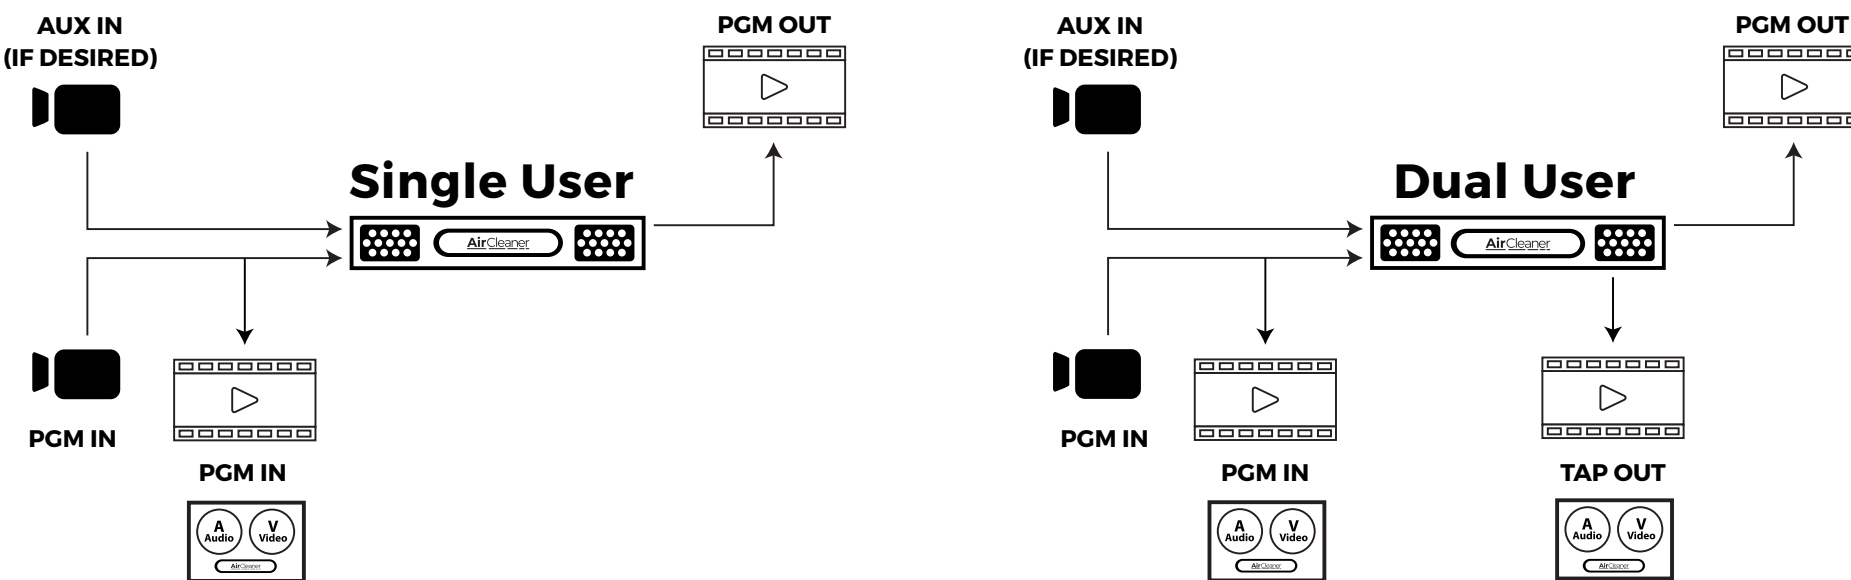 AUX IN
(IF DESIRED)
PGM OUT
Single User
AirCleaner
PGM IN
PGM IN
A
Audio
V
Video
AirCleaner
AUX IN
(IF DESIRED)
PGM OUT
Dual User
AirCleaner
PGM IN
PGM IN
A
Audio
V
Video
AirCleaner
TAP OUT
A
Audio
V
Video
AirCleaner